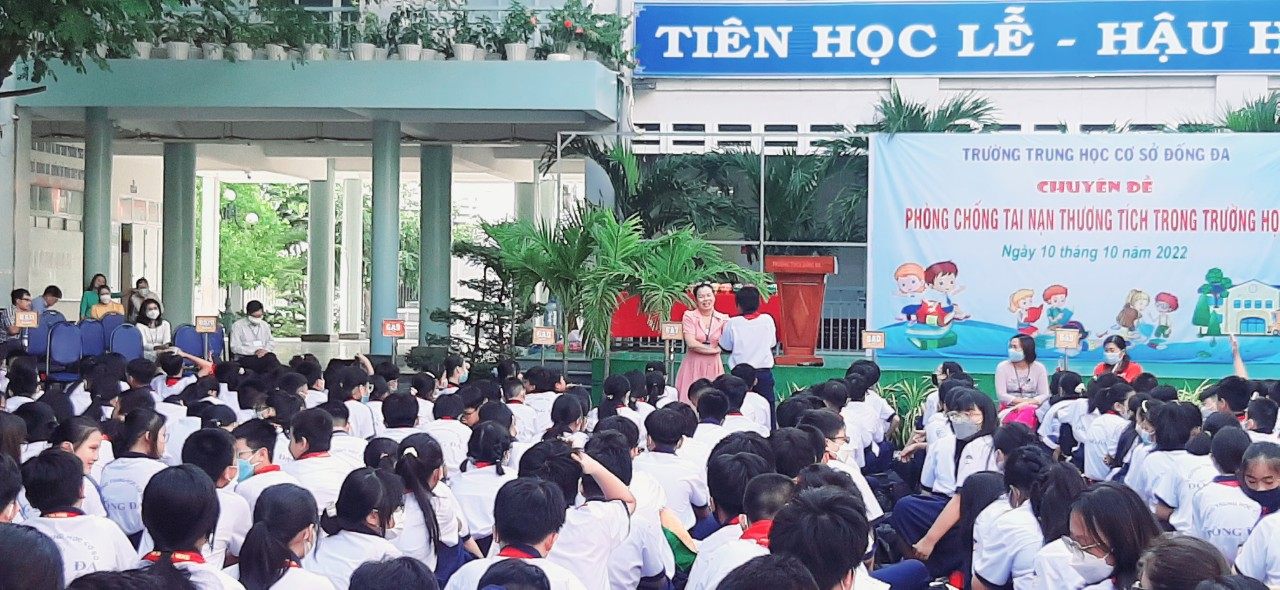 TIÊN HỌC LỄ - HẬU H
TRƯỜNG TRUNG HỌC CƠ SỞ ĐỐNG ĐA
CHUYÊN ĐỀ
PHÒNG CHỐNG TAI NẠN THƯƠNG TÍCH TRONG TRƯỜNG HỌ
Ngày 10 tháng 10 năm 2022